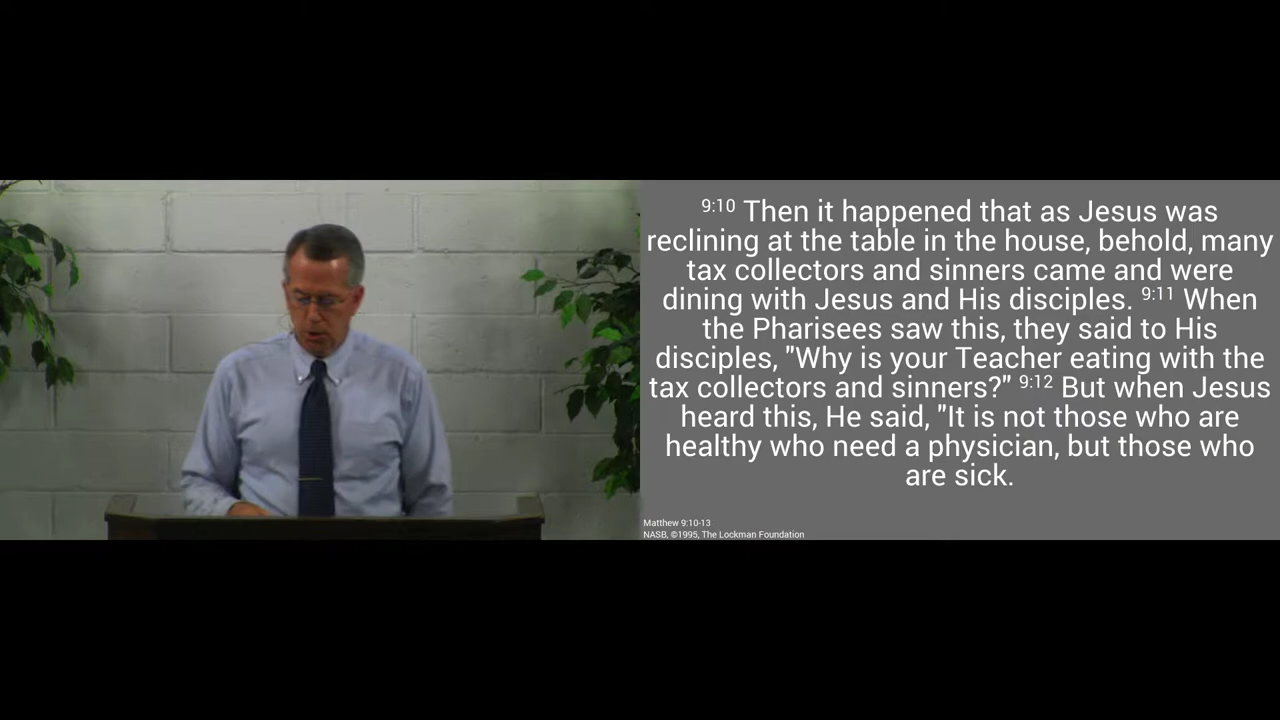 9:10 Then it happened that as Jesus was
reclining at the table in the house, behold, many
tax collectors and sinners came and were
dining with Jesus and His disciples. 9:11 When
the Pharisees saw this, they said to His
disciples, "Why is your Teacher eating with the
tax collectors and sinners?" 9:12 But when Jesus
heard this, He said, "It is not those who are
healthy who need a physician, but those who
are sick.
Matthew 9:10-13
NASB, ©1995, The Lockman Foundation